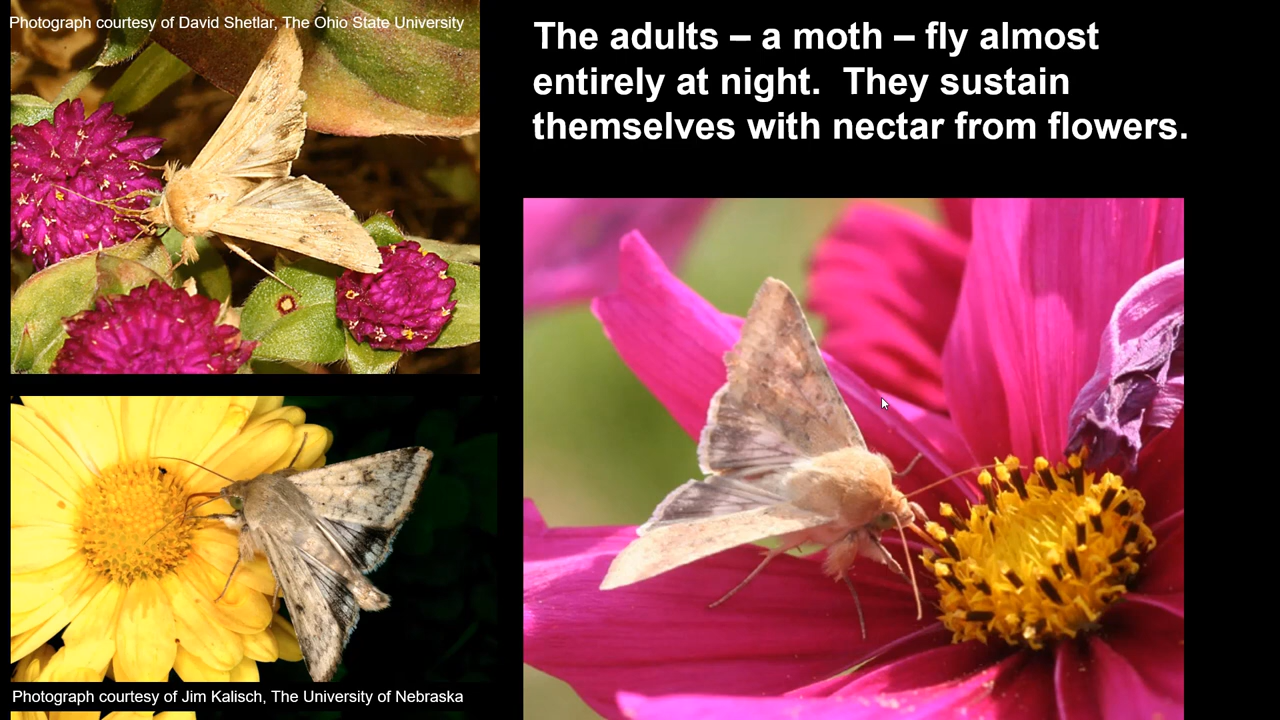 Photograph courtesy of David Shetlar, The Ohio State University
The adults – a moth – fly almost
entirely at night.  They sustain
themselves with nectar from flowers.
Photograph courtesy of Jim Kalisch, The University of Nebraska